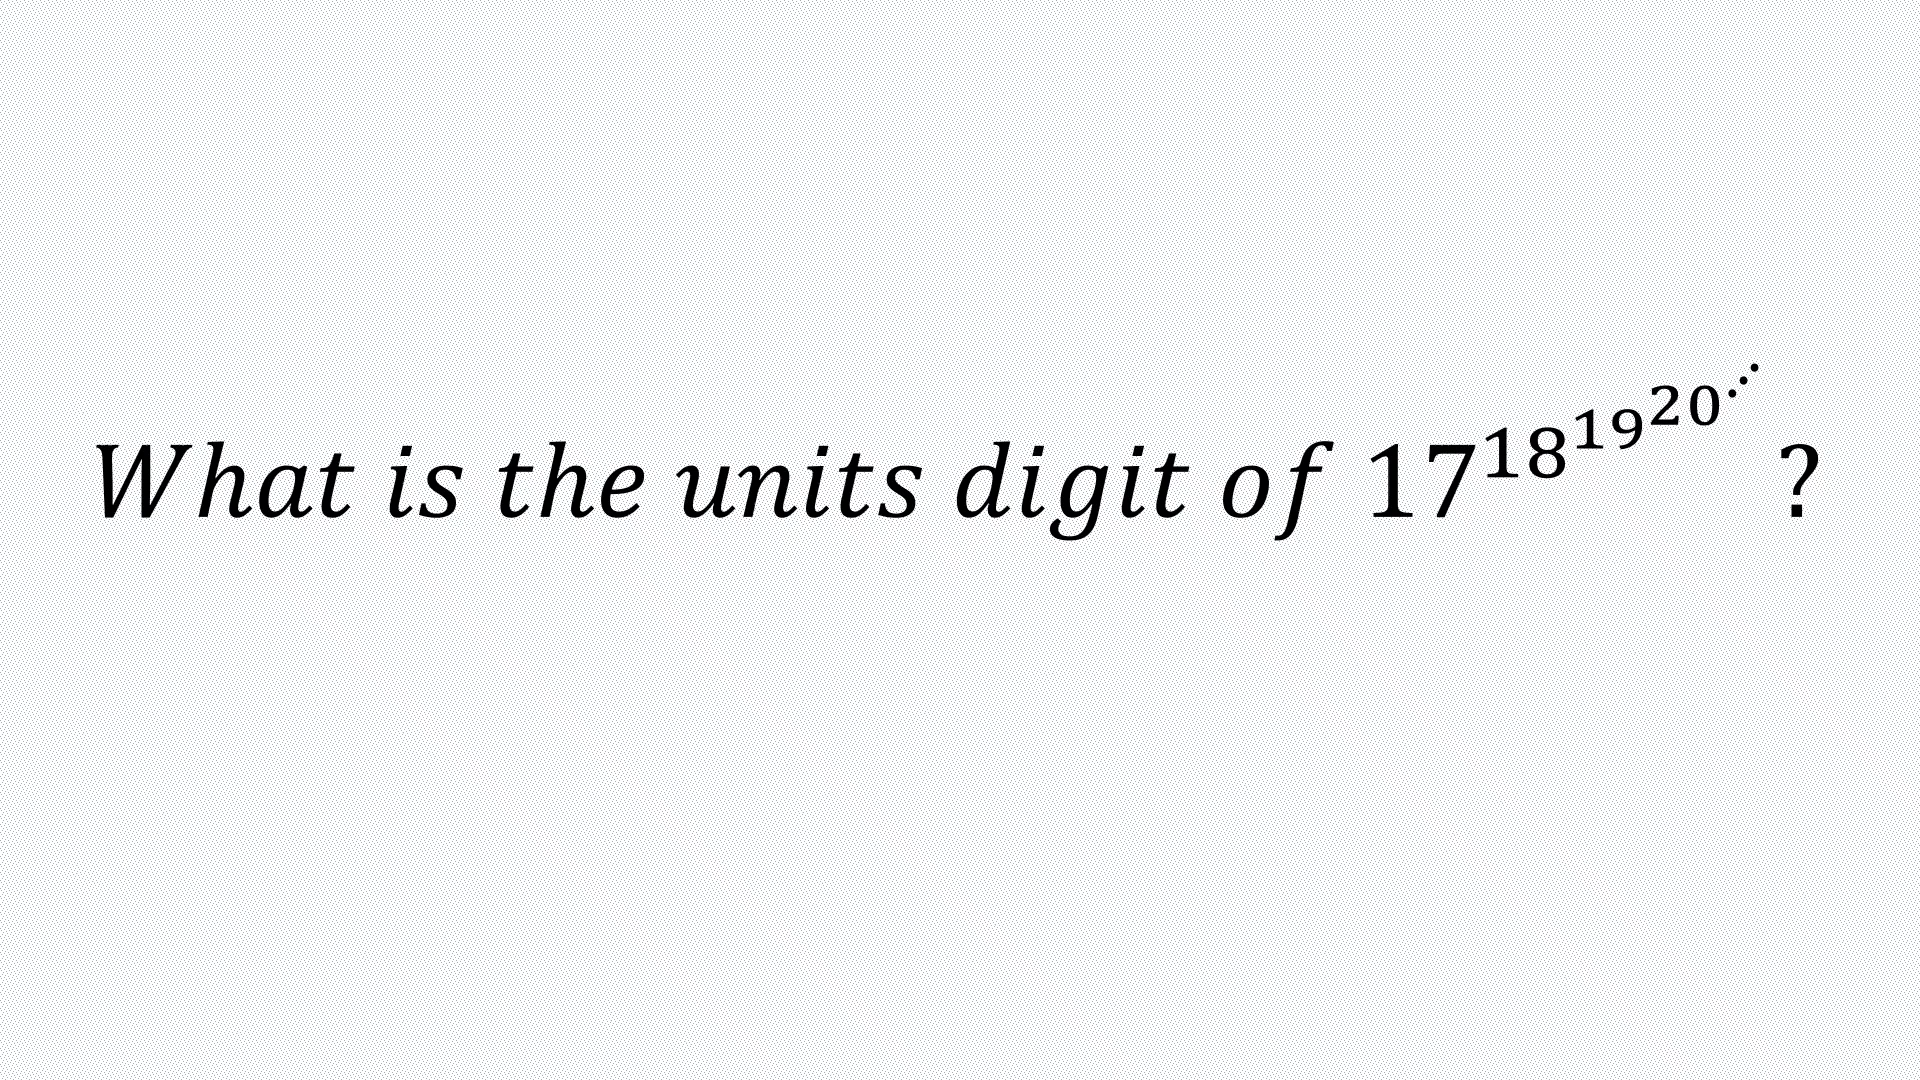 What is the units digit of 17^18^19^20^⋰?